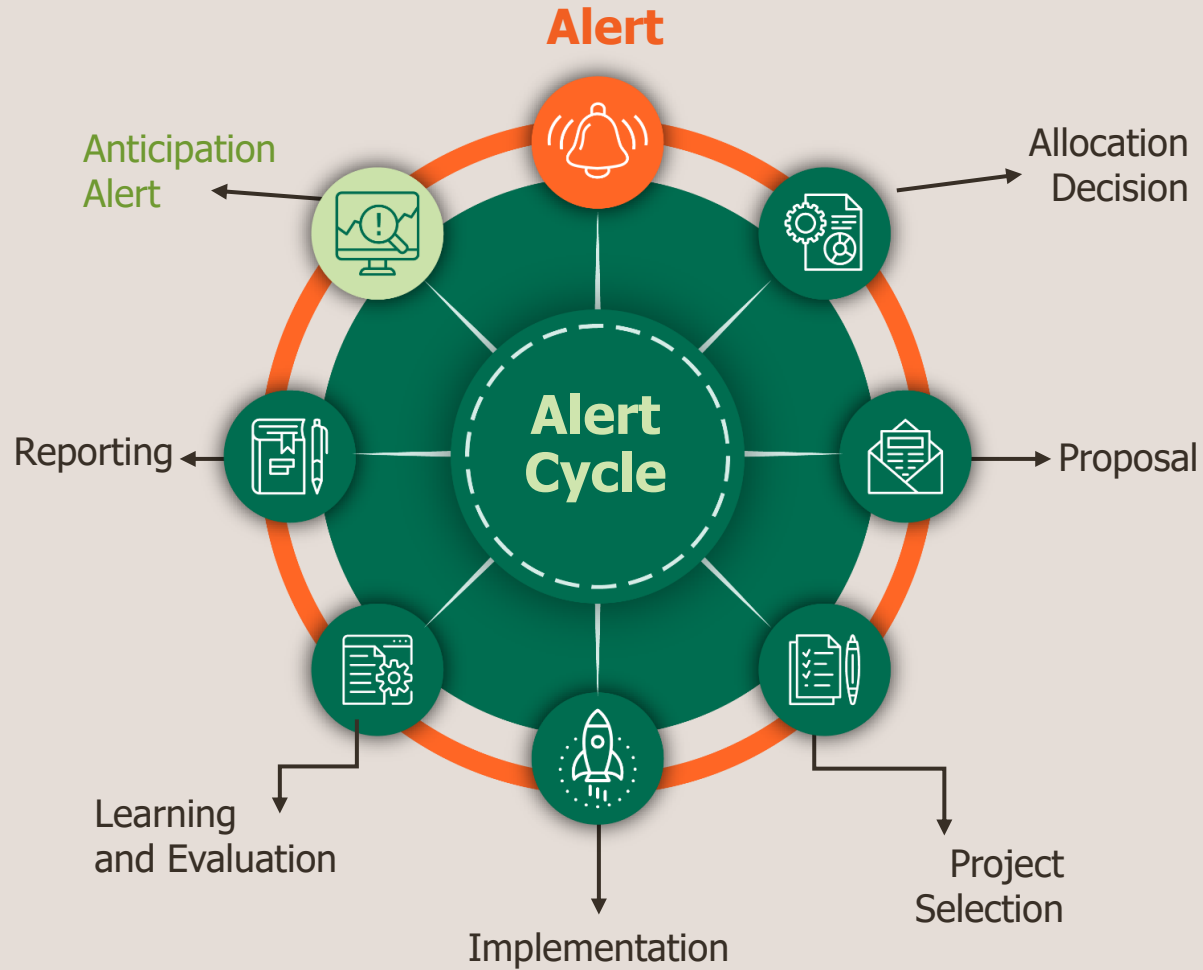 Alert
Anticipation
Alert
Allocation
Decision
Alert
Cycle
Reporting
Proposal
Learning
and Evaluation
Project
Selection
Implementation